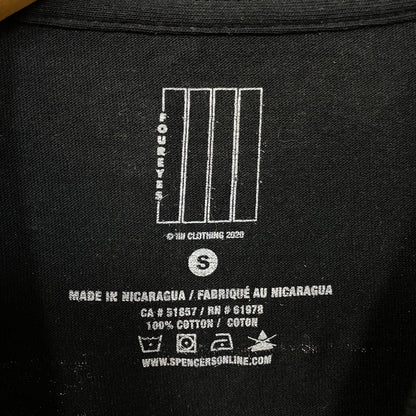 FOUREYES
© IIII CLOTHING 2020
S
MADE IN NICARAGUA / FABRIQUÉ AU NICARAGUA
CA # 51857 / RN # 61978
100% COTTON / COTON
WWW.SPENCERSONLINE.COM